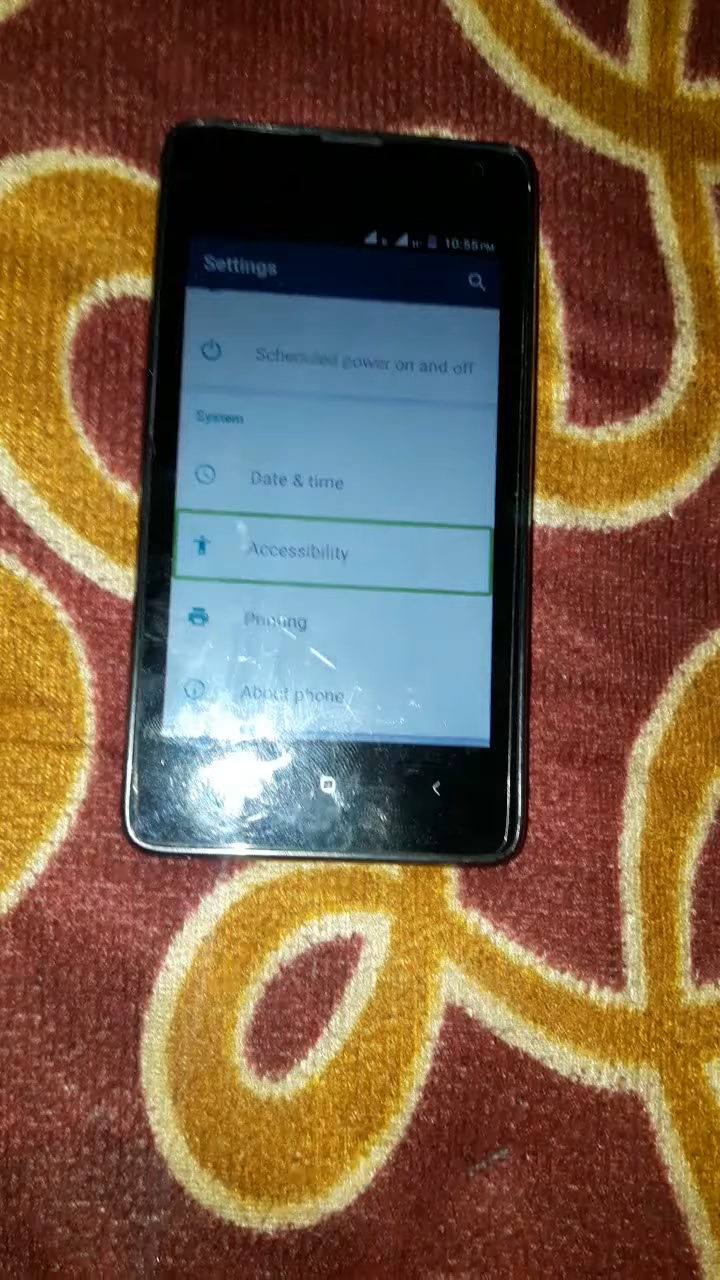 10:55 PM
Settings
Scheduled power on and off
System
Date & time
Accessibility
Printing
About phone